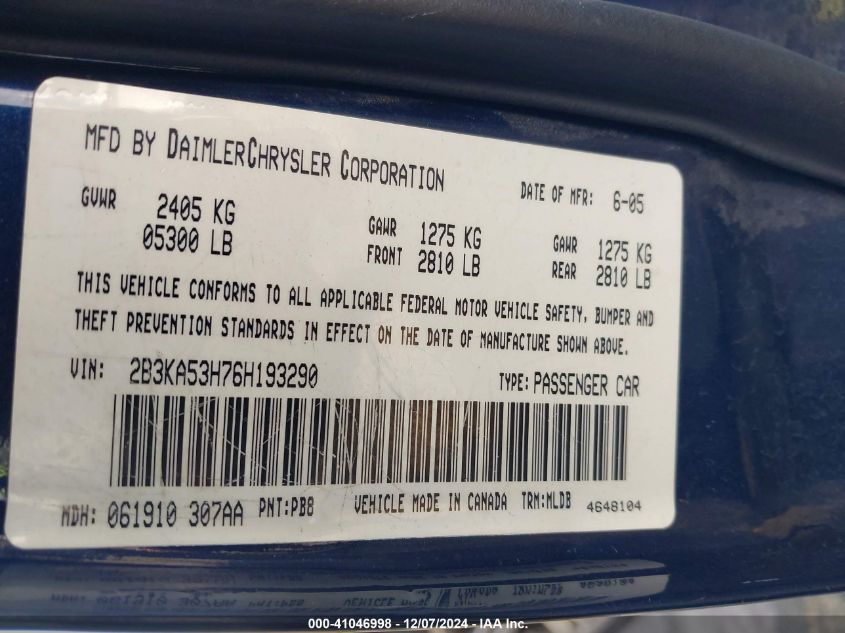 MFD BY DAIMLERCHRYSLER CORPORATION
DATE OF MFR: 6-05
GVWR 2405 KG
05300 LB
GAWR FRONT 1275 KG
2810 LB
GAWR REAR 1275 KG
2810 LB
THIS VEHICLE CONFORMS TO ALL APPLICABLE FEDERAL MOTOR VEHICLE SAFETY, BUMPER AND
THEFT PREVENTION STANDARDS IN EFFECT ON THE DATE OF MANUFACTURE SHOWN ABOVE.
VIN: 2B3KA53H76H193290
TYPE: PASSENGER CAR
MDH: 061910 307AA PNT:PB8 VEHICLE MADE IN CANADA TRM:MLDB 4648104
000-41046998 - 12/07/2024 - IAA Inc.